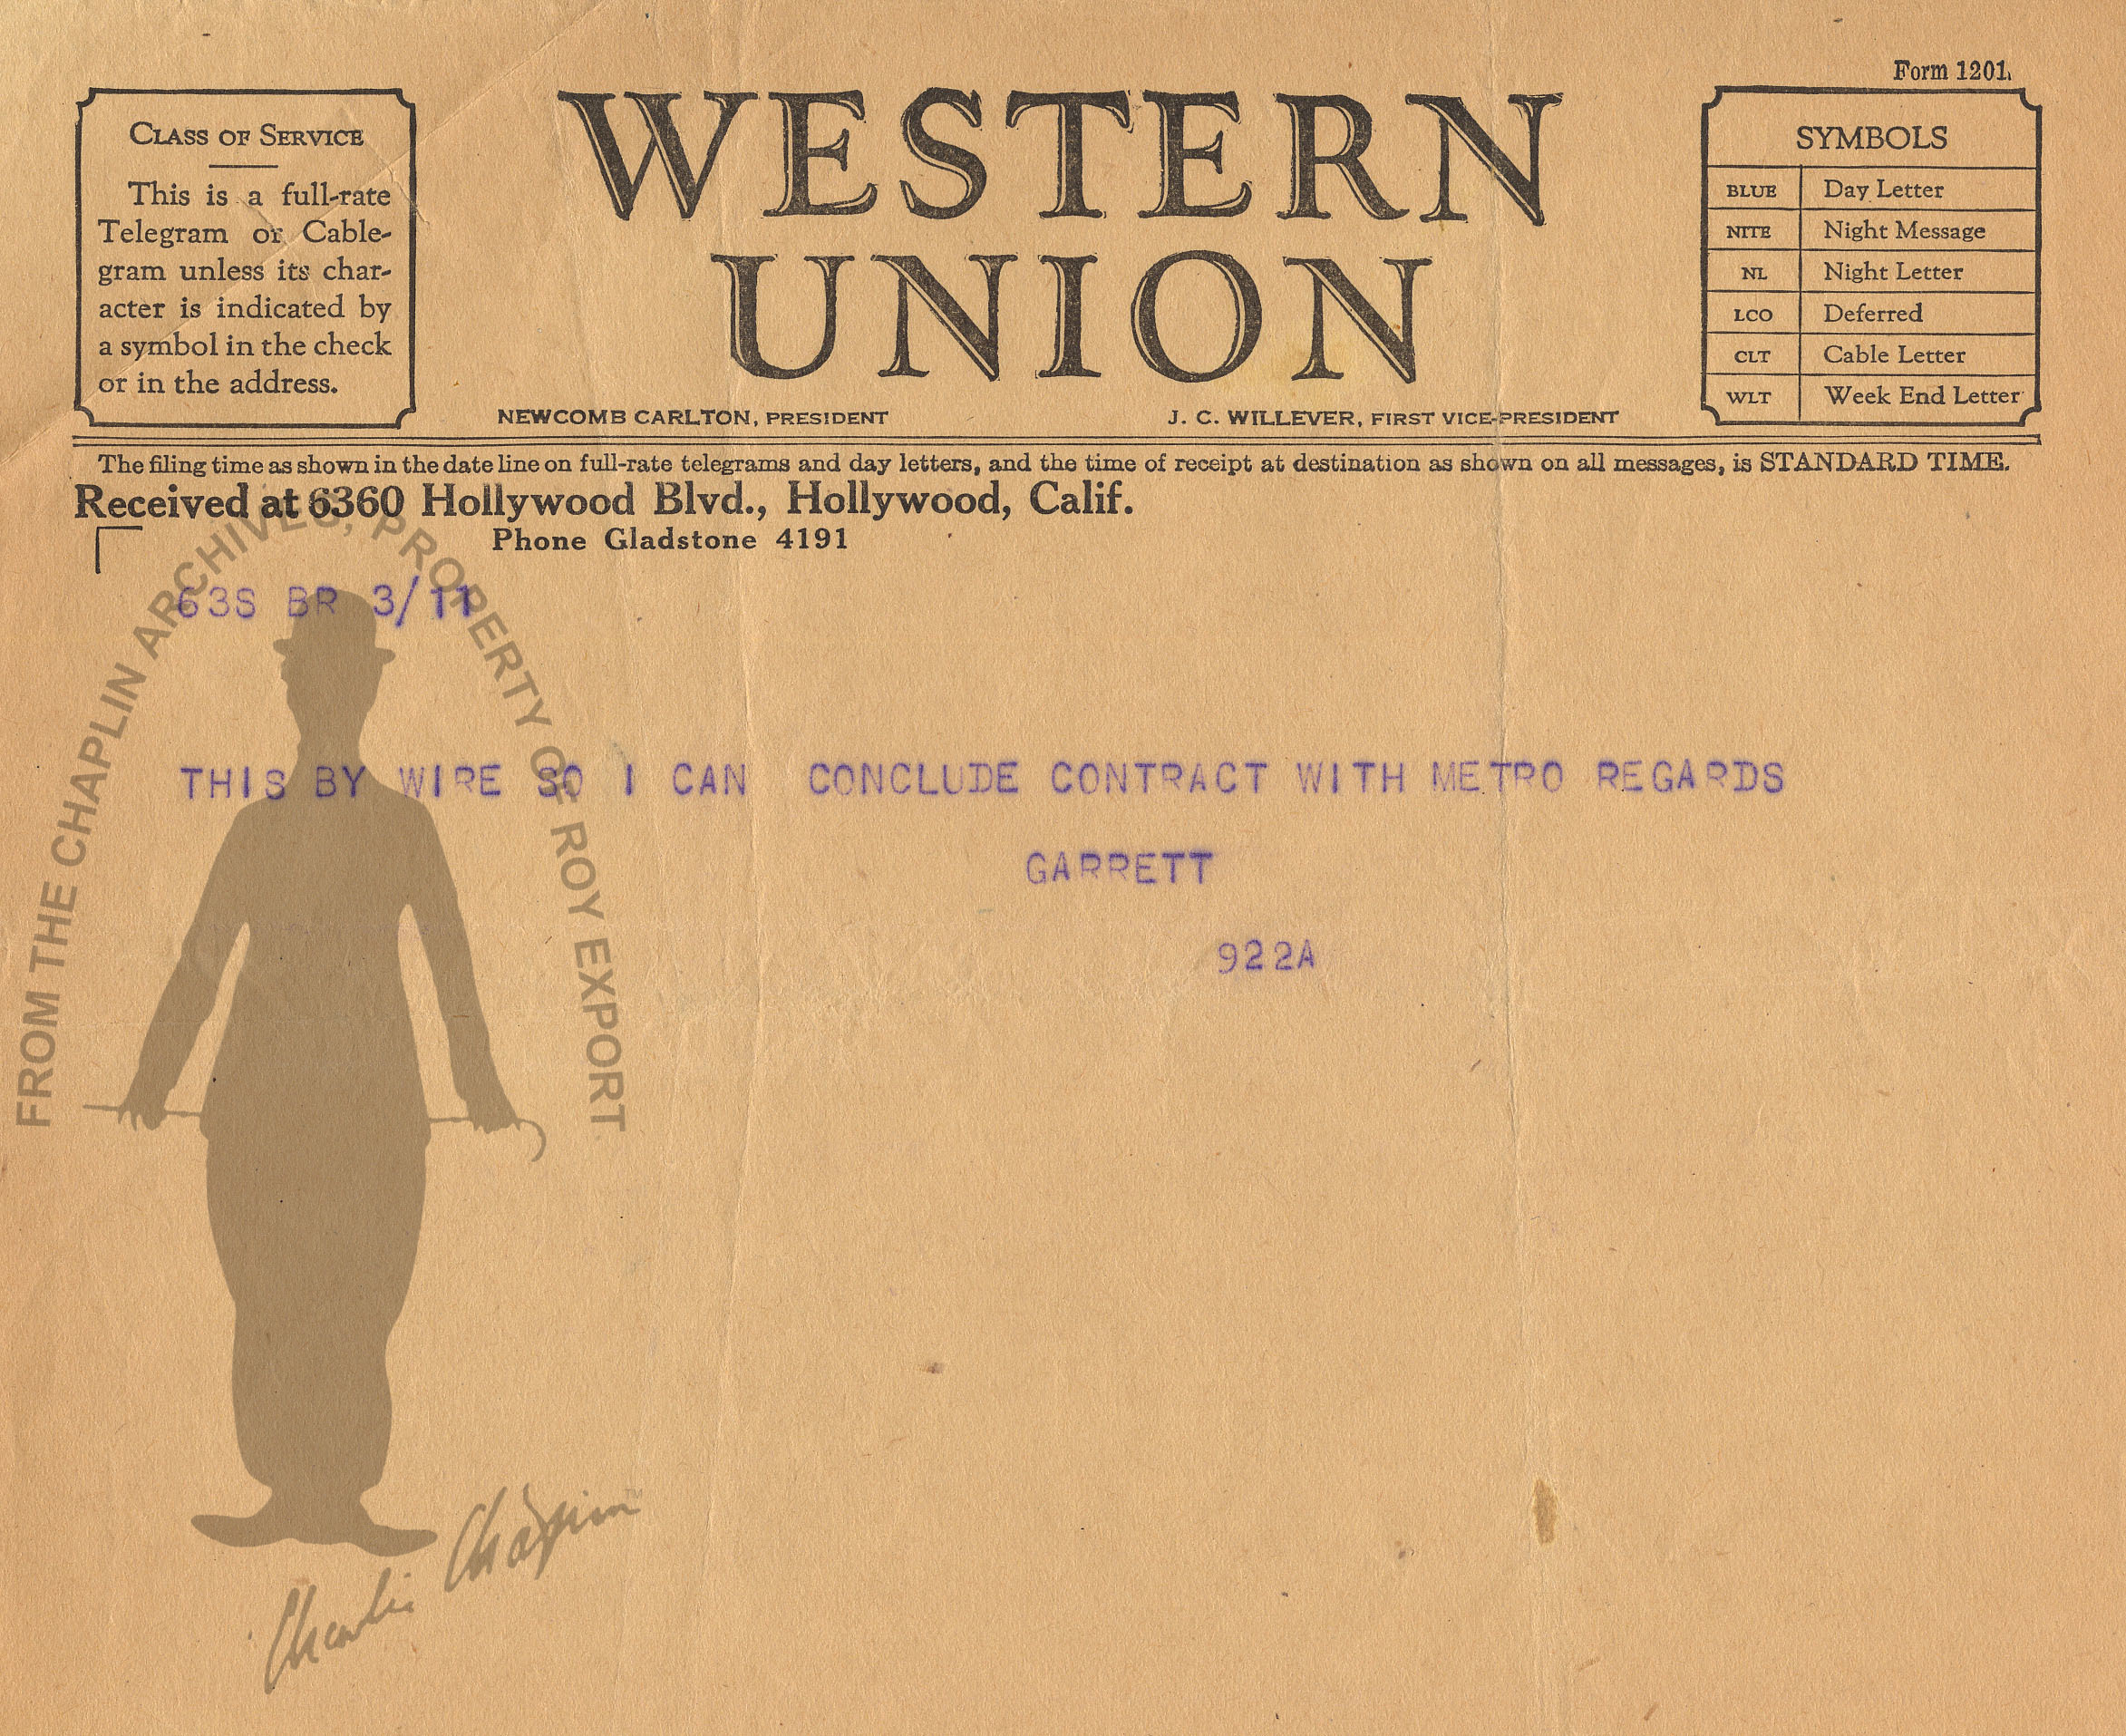 Form 1201
CLASS OF SERVICE
This is a full-rate
Telegram or Cable-
gram unless its char-
acter is indicated by
a symbol in the check
or in the address.
WESTERN
UNION
NEWCOMB CARLTON, PRESIDENT
J. C. WILLEVER, FIRST VICE-PRESIDENT
SYMBOLS
BLUE Day Letter
NITE Night Message
NL Night Letter
LCO Deferred
CLT Cable Letter
WLT Week End Letter
The filing time as shown in the date line on full-rate telegrams and day letters, and the time of receipt at destination as shown on all messages, is STANDARD TIME.
Received at 6360 Hollywood Blvd., Hollywood, Calif.
Phone Gladstone 4191
63S BR 3/11
THIS BY WIRE SO I CAN CONCLUDE CONTRACT WITH METRO REGARDS
GARRETT
922A
FROM THE CHAPLIN ARCHIVES, PROPERTY OF ROY EXPORT
Charlie Chaplin